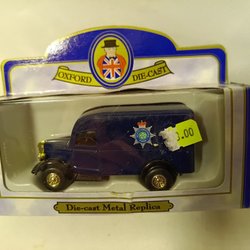 OXFORD DIE-CAST
.00
Die-cast Metal Replica